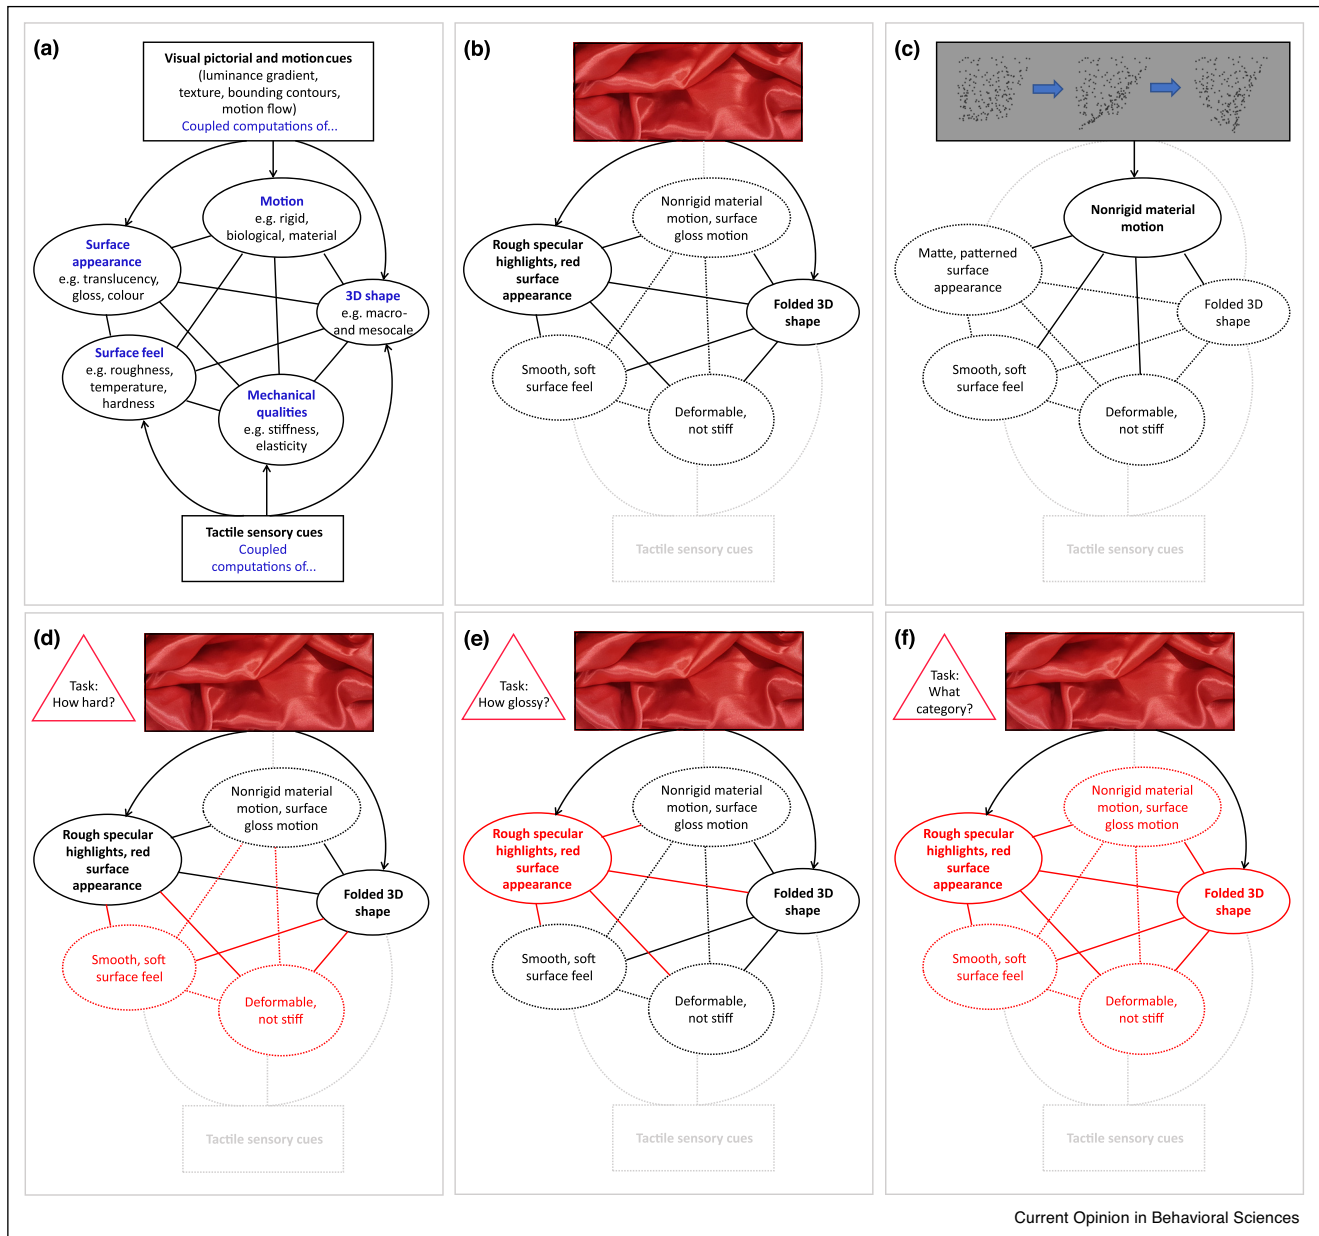 (a)
Visual pictorial and motion cues
(luminance gradient,
texture, bounding contours,
motion flow)
Coupled computations of...
Motion
e.g. rigid,
biological, material
Surface
appearance
e.g. translucency,
gloss, colour
3D shape
e.g. macro-
and mesocale
Surface feel
e.g. roughness,
temperature,
hardness
Mechanical
qualities
e.g. stiffness,
elasticity
Tactile sensory cues
Coupled
computations of...
(b)
Nonrigid material
motion, surface
gloss motion
Rough specular
highlights, red
surface
appearance
Folded 3D
shape
Smooth, soft
surface feel
Deformable,
not stiff
Tactile sensory cues
(c)
Nonrigid material
motion
Matte, patterned
surface
appearance
Folded 3D
shape
Smooth, soft
surface feel
Deformable,
not stiff
Tactile sensory cues
(d)
Task:
How hard?
Nonrigid material
motion, surface
gloss motion
Rough specular
highlights, red
surface
appearance
Folded 3D
shape
Smooth, soft
surface feel
Deformable,
not stiff
Tactile sensory cues
(e)
Task:
How glossy?
Nonrigid material
motion, surface
gloss motion
Rough specular
highlights, red
surface
appearance
Folded 3D
shape
Smooth, soft
surface feel
Deformable,
not stiff
Tactile sensory cues
(f)
Task:
What
category?
Nonrigid material
motion, surface
gloss motion
Rough specular
highlights, red
surface
appearance
Folded 3D
shape
Smooth, soft
surface feel
Deformable,
not stiff
Tactile sensory cues
Current Opinion in Behavioral Sciences